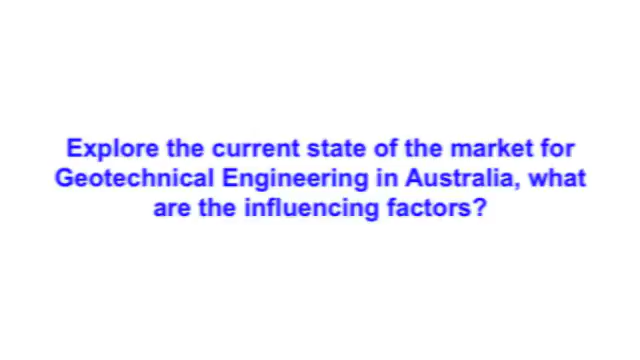 Explore the current state of the market for
Geotechnical Engineering in Australia, what
are the influencing factors?